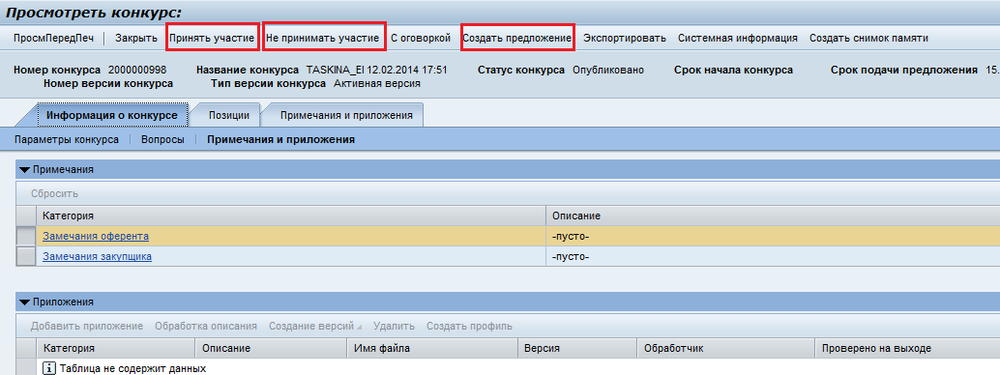 Просмотреть конкурс:
ПросмПередПеч Закрыть Принять участие Не принимать участие С оговоркой Создать предложение Экспортировать Системная информация Создать снимок памяти
Номер конкурса 2000000998 Название конкурса TASKINA_EI 12.02.2014 17:51 Статус конкурса Опубликовано Срок начала конкурса Срок подачи предложения 15.
Номер версии конкурса Тип версии конкурса Активная версия
Информация о конкурсе Позиции Примечания и приложения
Параметры конкурса Вопросы Примечания и приложения
Примечания
Сбросить
Категория Описание
Замечания оферента -пусто-
Замечания закупщика -пусто-
Приложения
Добавить приложение Обработка описания Создание версий Удалить Создать профиль
Категория Описание Имя файла Версия Обработчик Проверено на выходе
Таблица не содержит данных